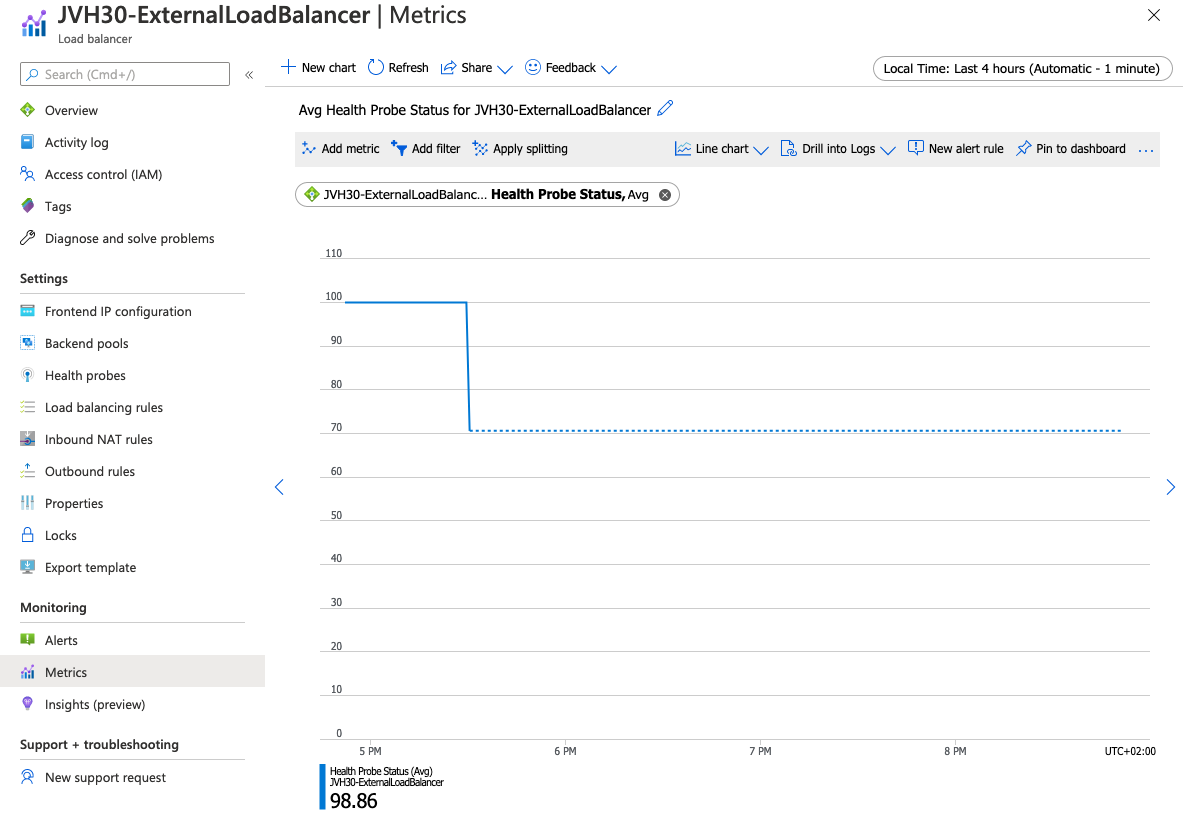 JVH30-ExternalLoadBalancer | Metrics
Load balancer
Search (Cmd+/)
«
Overview
Activity log
Access control (IAM)
Tags
Diagnose and solve problems
Settings
Frontend IP configuration
Backend pools
Health probes
Load balancing rules
Inbound NAT rules
Outbound rules
Properties
Locks
Export template
Monitoring
Alerts
Metrics
Insights (preview)
Support + troubleshooting
New support request
New chart Refresh Share Feedback
Local Time: Last 4 hours (Automatic - 1 minute)
Avg Health Probe Status for JVH30-ExternalLoadBalancer
Add metric Add filter Apply splitting Line chart Drill into Logs New alert rule Pin to dashboard ...
JVH30-ExternalLoadBalanc... Health Probe Status, Avg
110
100
90
80
70
60
50
40
30
20
10
0
5 PM 6 PM 7 PM 8 PM UTC+02:00
Health Probe Status (Avg)
JVH30-ExternalLoadBalancer
98.86